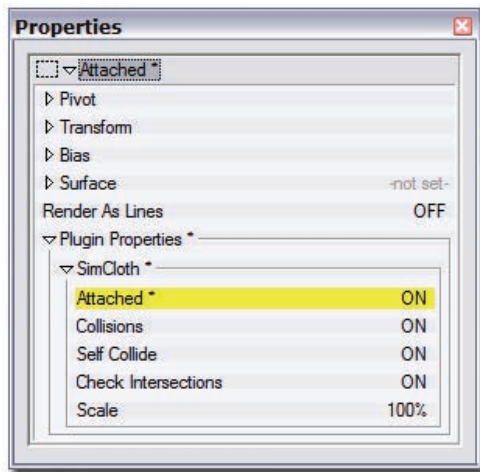 Properties
Attached *
Pivot
Transform
Bias
Surface -not set-
Render As Lines OFF
Plugin Properties *
SimCloth *
Attached * ON
Collisions ON
Self Collide ON
Check Intersections ON
Scale 100%